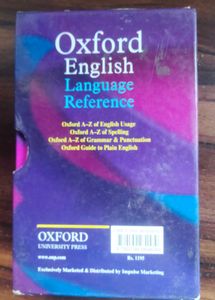 Oxford
English
Language
Reference
Oxford A–Z of English Usage
Oxford A–Z of Spelling
Oxford A–Z of Grammar & Punctuation
Oxford Guide to Plain English
OXFORD
UNIVERSITY PRESS
www.oup.com
Rs. 1195
Exclusively Marketed & Distributed by Impulse Marketing